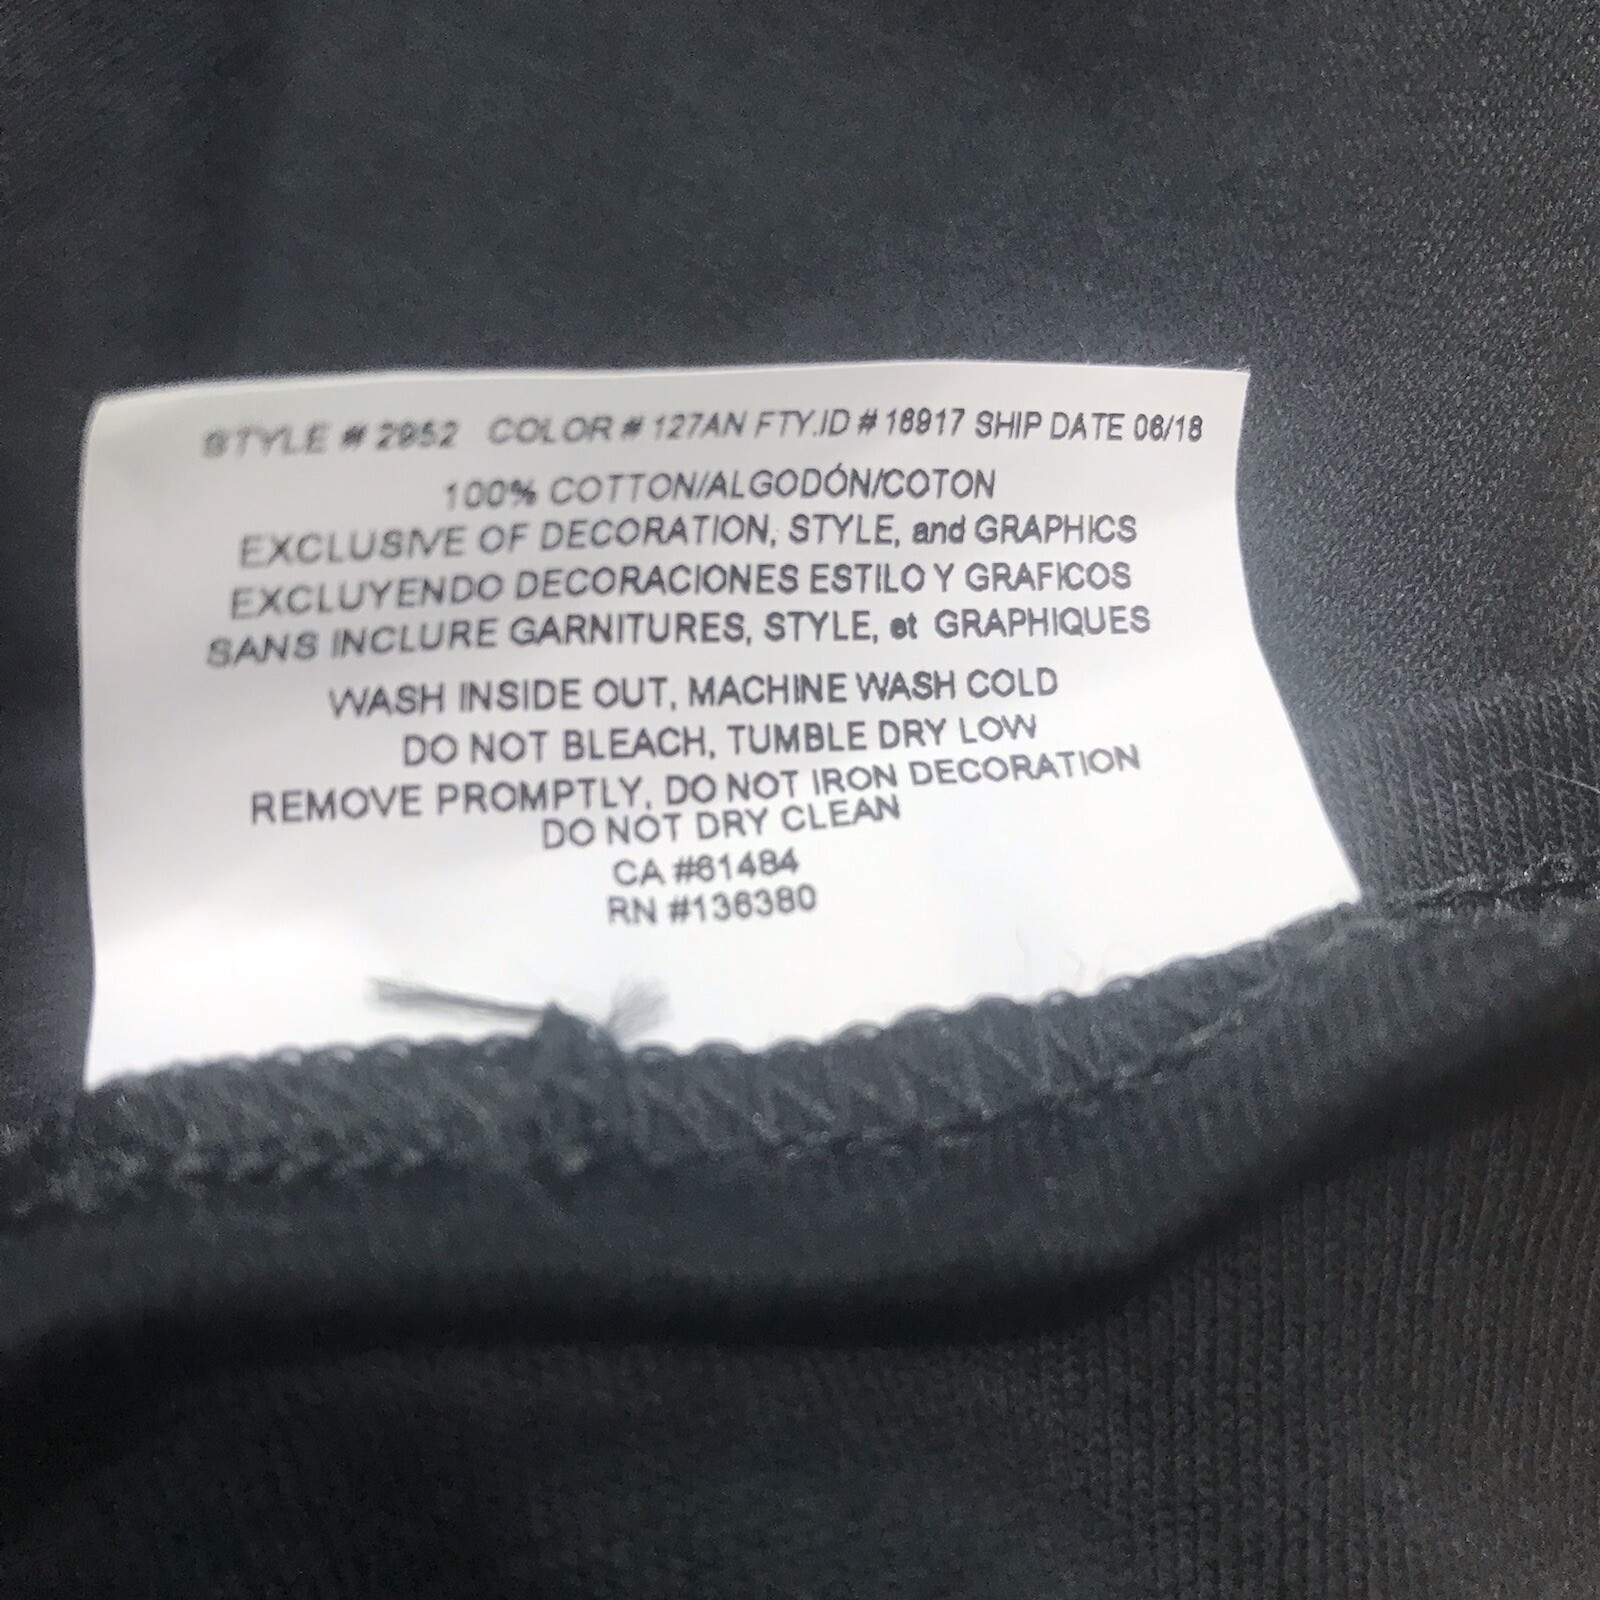 STYLE # 2952 COLOR # 127AN FTY.ID # 16917 SHIP DATE 06/18
100% COTTON/ALGODÓN/COTON
EXCLUSIVE OF DECORATION, STYLE, and GRAPHICS
EXCLUYENDO DECORACIONES ESTILO Y GRAFICOS
SANS INCLURE GARNITURES, STYLE, et GRAPHIQUES
WASH INSIDE OUT, MACHINE WASH COLD
DO NOT BLEACH, TUMBLE DRY LOW
REMOVE PROMPTLY, DO NOT IRON DECORATION
DO NOT DRY CLEAN
CA #61484
RN #136380